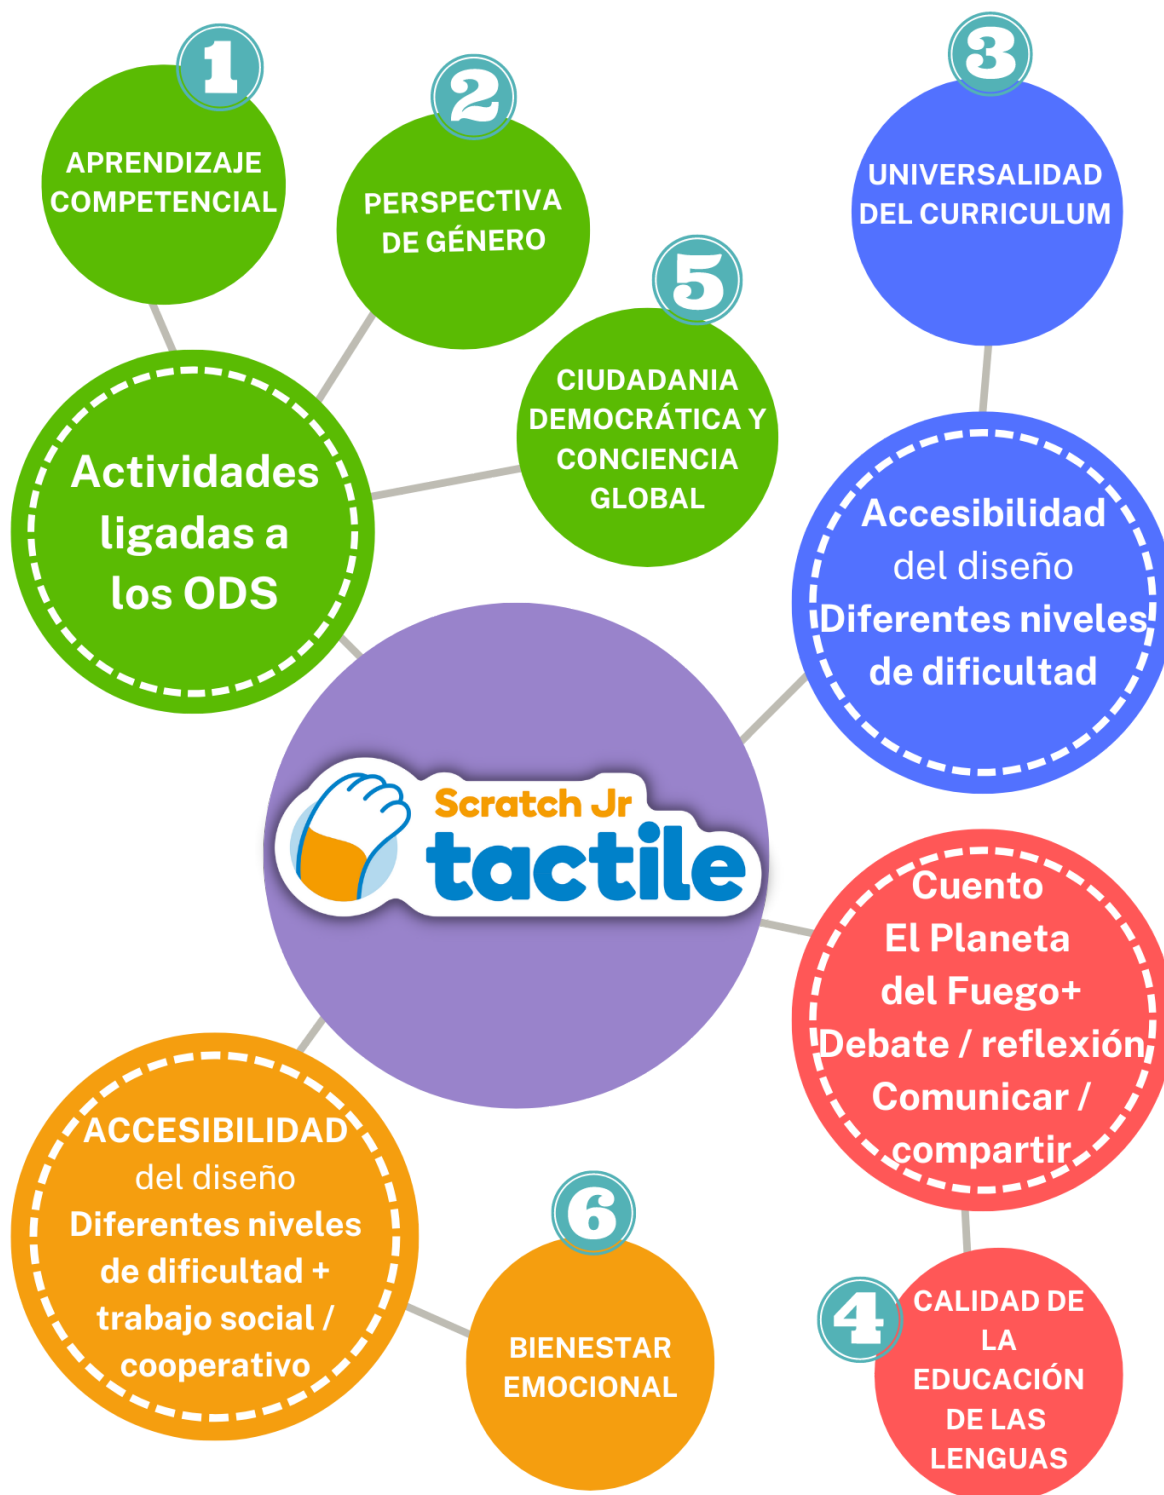 1
APRENDIZAJE
COMPETENCIAL
2
PERSPECTIVA
DE GÉNERO
5
CIUDADANIA
DEMOCRÁTICA Y
CONCIENCIA
GLOBAL
Actividades
ligadas a
los ODS
3
UNIVERSALIDAD
DEL CURRICULUM
Accesibilidad
del diseño
Diferentes niveles
de dificultad
Scratch Jr
tactile
Cuento
El Planeta
del Fuego+
Debate / reflexión
Comunicar /
compartir
4
CALIDAD DE
LA
EDUCACIÓN
DE LAS
LENGUAS
ACCESIBILIDAD
del diseño
Diferentes niveles
de dificultad +
trabajo social /
cooperativo
6
BIENESTAR
EMOCIONAL